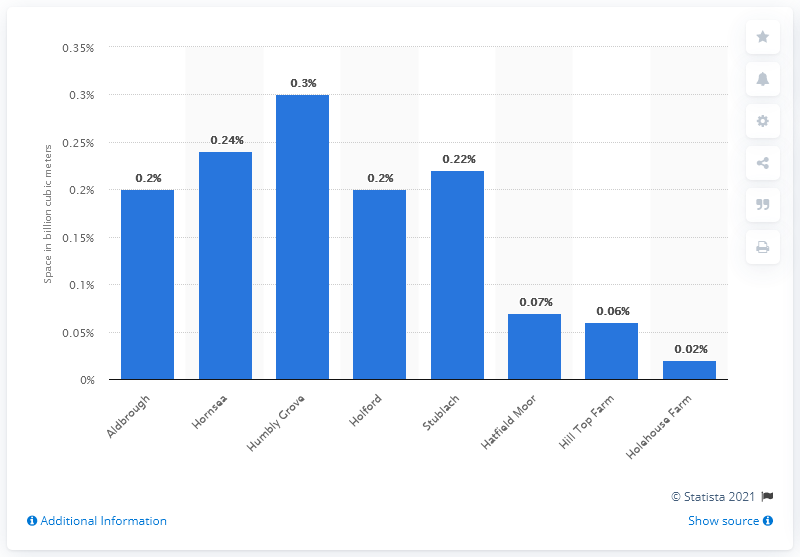 0.35%
0.3%
0.25%
0.2%
0.15%
0.1%
0.05%
0%
Space in billion cubic meters
0.2%
0.24%
0.3%
0.2%
0.22%
0.07%
0.06%
0.02%
Aldbrough
Hornsea
Humbly Grove
Holford
Stublach
Hatfield Moor
Hill Top Farm
Holehouse Farm
© Statista 2021
Additional Information
Show source